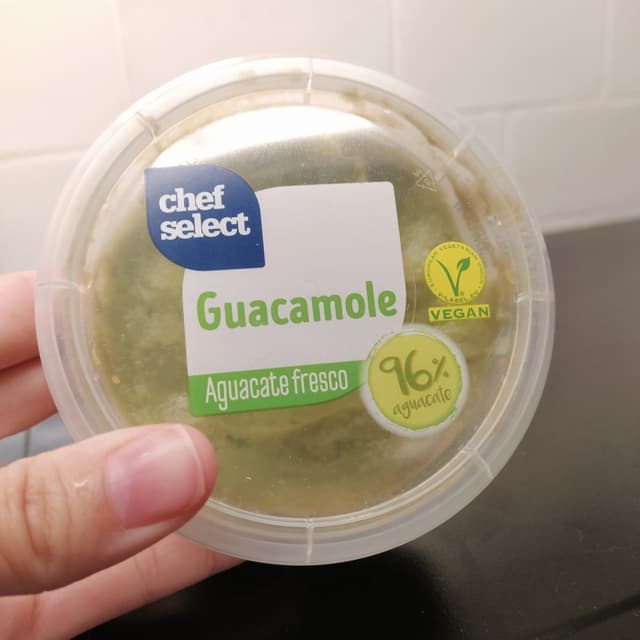 chef
select
Guacamole
Aguacate fresco
96%
aguacate
VEGAN